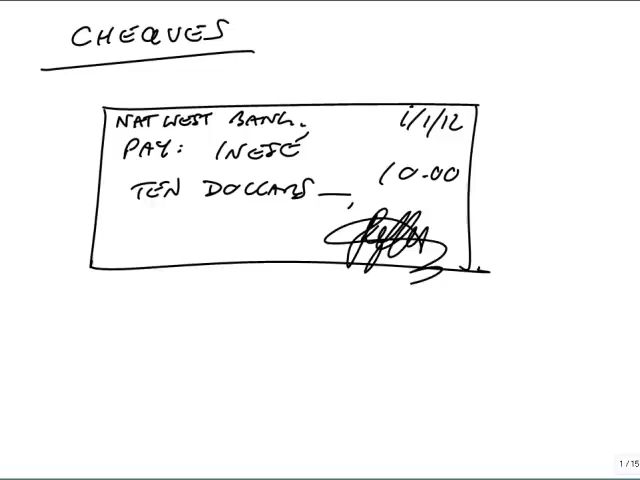 CHEQUES
NATWEST BANK.
1/1/12
PAY: INESE
10.00
TEN DOLLARS —
1/15